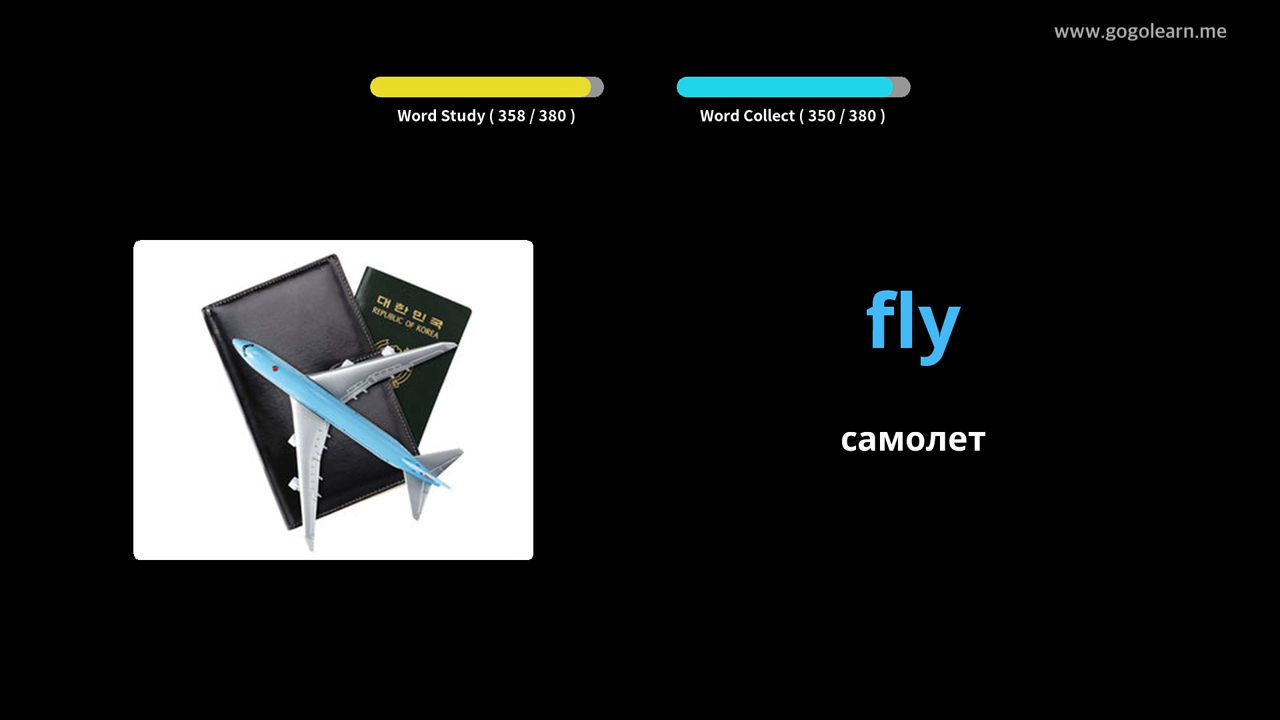 www.gogolearn.me
Word Study ( 358 / 380 )
Word Collect ( 350 / 380 )
대한민국
REPUBLIC OF KOREA
fly
самолет